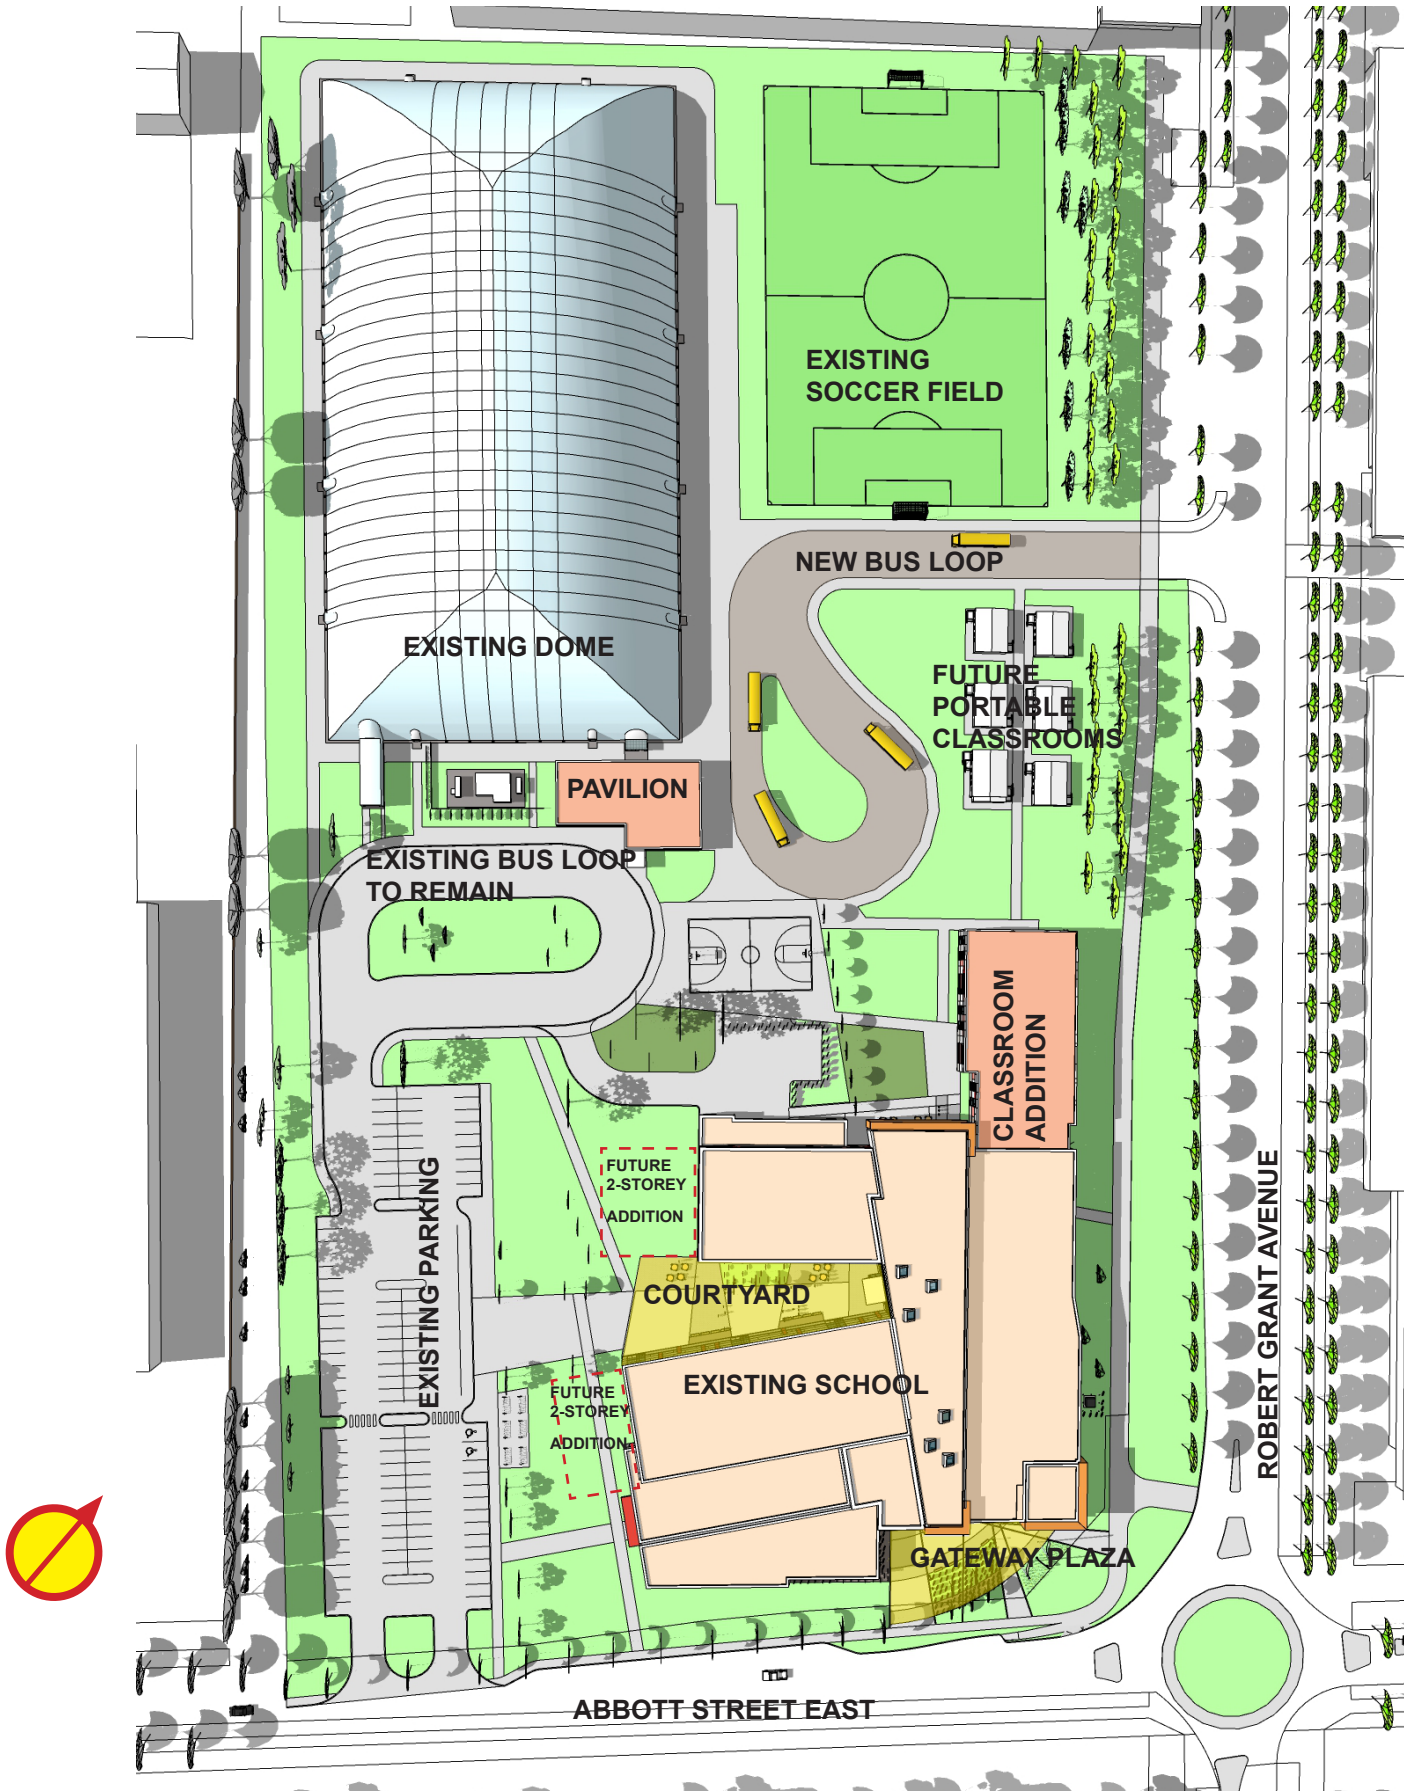 EXISTING
SOCCER FIELD
NEW BUS LOOP
EXISTING DOME
FUTURE
PORTABLE
CLASSROOMS
PAVILION
EXISTING BUS LOOP
TO REMAIN
CLASSROOM
ADDITION
FUTURE
2-STOREY
ADDITION
EXISTING PARKING
COURTYARD
ROBERT GRANT AVENUE
EXISTING SCHOOL
FUTURE
2-STOREY
ADDITION
GATEWAY PLAZA
ABBOTT STREET EAST